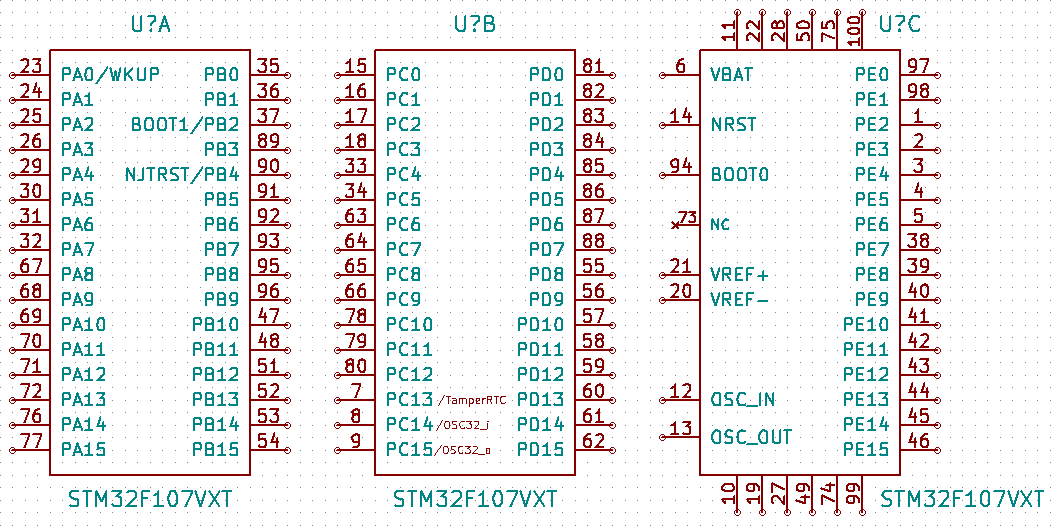 U?A
23 PA0/WKUP PB0 35
24 PA1 PB1 36
25 PA2 BOOT1/PB2 37
26 PA3 PB3 89
29 PA4 NJTRST/PB4 90
30 PA5 PB5 91
31 PA6 PB6 92
32 PA7 PB7 93
67 PA8 PB8 95
68 PA9 PB9 96
69 PA10 PB10 47
70 PA11 PB11 48
71 PA12 PB12 51
72 PA13 PB13 52
76 PA14 PB14 53
77 PA15 PB15 54
STM32F107VXT
U?B
15 PC0 PD0 81
16 PC1 PD1 82
17 PC2 PD2 83
18 PC3 PD3 84
33 PC4 PD4 85
34 PC5 PD5 86
63 PC6 PD6 87
64 PC7 PD7 88
65 PC8 PD8 55
66 PC9 PD9 56
78 PC10 PD10 57
79 PC11 PD11 58
80 PC12 PD12 59
7 PC13 /TamperRTC PD13 60
8 PC14 /OSC32_i PD14 61
9 PC15 /OSC32_o PD15 62
STM32F107VXT
11 22 28 50 75 100
U?C
6 VBAT PE0 97
PE1 98
14 NRST PE2 1
PE3 2
94 BOOT0 PE4 3
PE5 4
73 NC PE6 5
PE7 38
21 VREF+ PE8 39
20 VREF- PE9 40
PE10 41
PE11 42
PE12 43
12 OSC_IN PE13 44
PE14 45
13 OSC_OUT PE15 46
10 19 27 49 74 99
STM32F107VXT